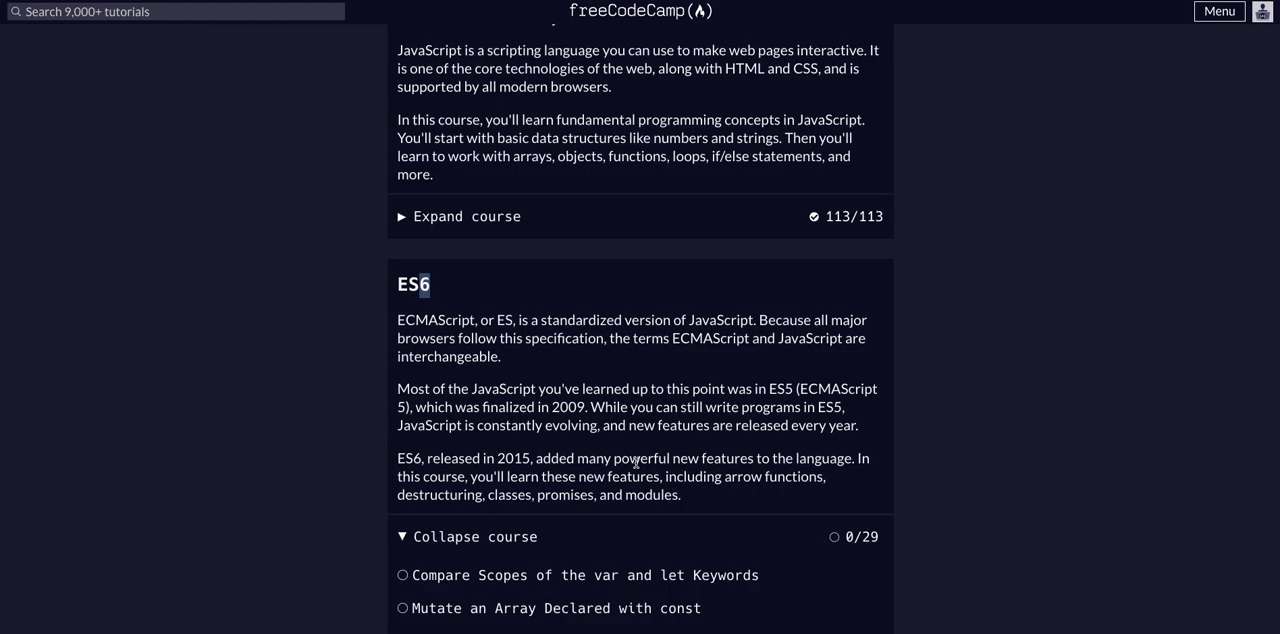 Search 9,000+ tutorials
freeCodeCamp
Menu
JavaScript is a scripting language you can use to make web pages interactive. It
is one of the core technologies of the web, along with HTML and CSS, and is
supported by all modern browsers.
In this course, you'll learn fundamental programming concepts in JavaScript.
You'll start with basic data structures like numbers and strings. Then you'll
learn to work with arrays, objects, functions, loops, if/else statements, and
more.
Expand course
113/113
ES6
ECMAScript, or ES, is a standardized version of JavaScript. Because all major
browsers follow this specification, the terms ECMAScript and JavaScript are
interchangeable.
Most of the JavaScript you've learned up to this point was in ES5 (ECMAScript
5), which was finalized in 2009. While you can still write programs in ES5,
JavaScript is constantly evolving, and new features are released every year.
ES6, released in 2015, added many powerful new features to the language. In
this course, you'll learn these new features, including arrow functions,
destructuring, classes, promises, and modules.
Collapse course
0/29
Compare Scopes of the var and let Keywords
Mutate an Array Declared with const